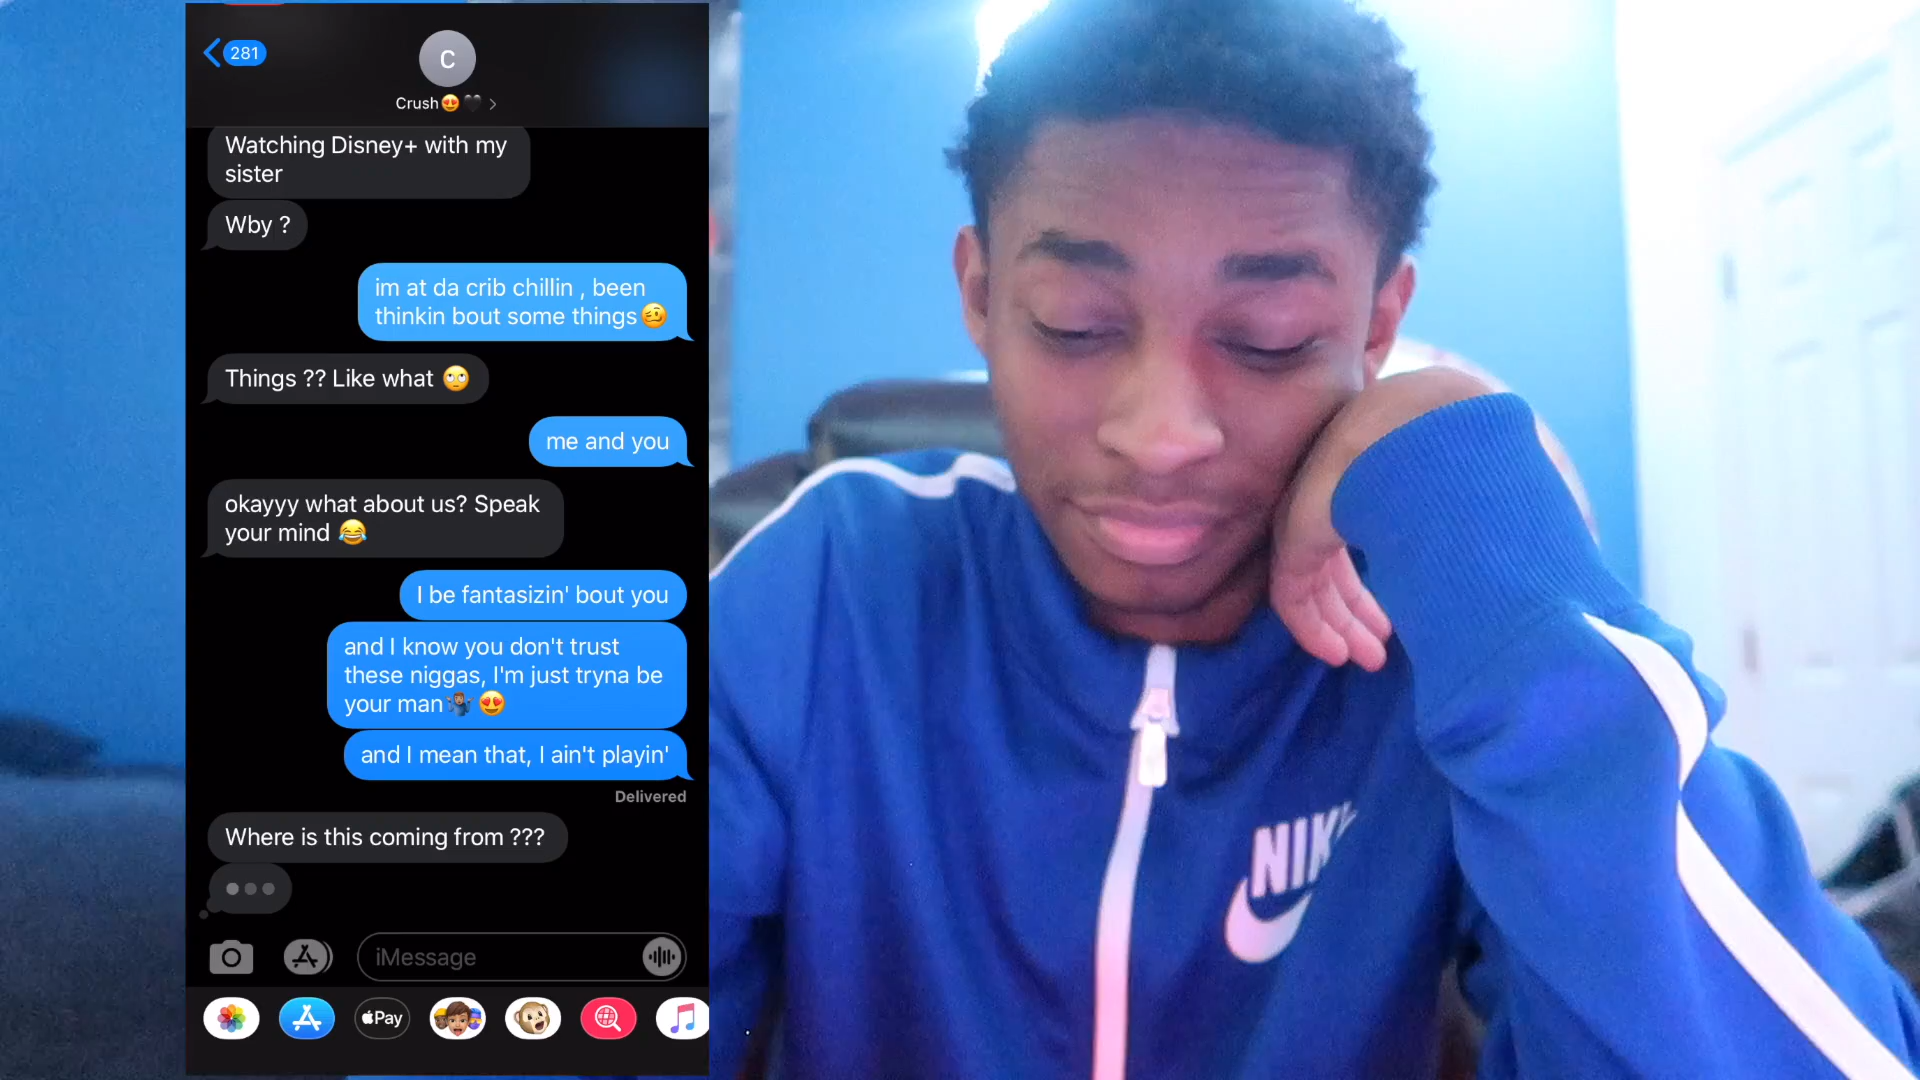 281
C
Crush😍🖤 >
Watching Disney+ with my
sister
Wby ?
im at da crib chillin , been
thinkin bout some things🥴
Things ?? Like what 🙄
me and you
okayyy what about us? Speak
your mind 😂
I be fantasizin' bout you
and I know you don't trust
these niggas, I'm just tryna be
your man🤷🏾‍♂️😍
and I mean that, I ain't playin'
Delivered
Where is this coming from ???
iMessage
Pay
NIKE